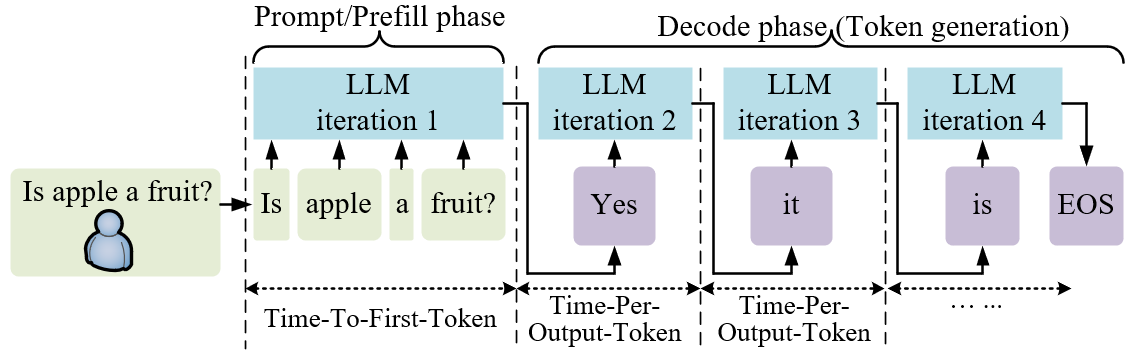 Prompt/Prefill phase
Decode phase (Token generation)
LLM
iteration 1
LLM
iteration 2
LLM
iteration 3
LLM
iteration 4
Is apple a fruit?
Is
apple
a
fruit?
Yes
it
is
EOS
Time-To-First-Token
Time-Per-
Output-Token
Time-Per-
Output-Token
... ...